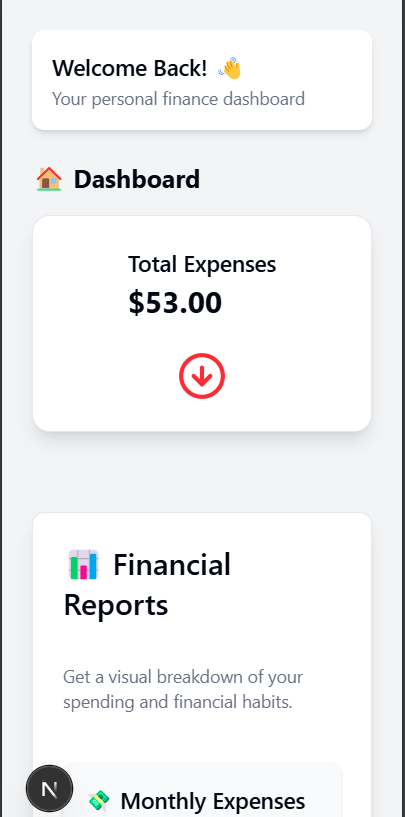 Welcome Back! 👋
Your personal finance dashboard
🏠 Dashboard
Total Expenses
$53.00
📊 Financial
Reports
Get a visual breakdown of your
spending and financial habits.
N
💸 Monthly Expenses